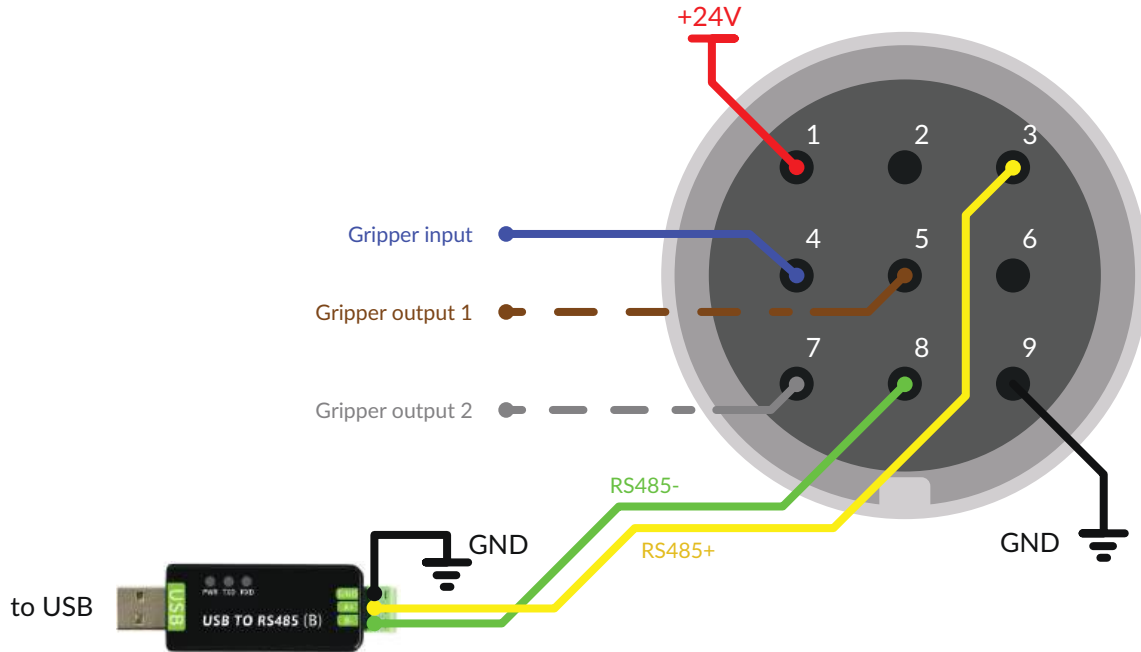 +24V
1
2
3
Gripper input
4
5
6
Gripper output 1
7
8
9
Gripper output 2
RS485-
GND
RS485+
GND
PWR TXD RXD
USB
GND
A+
B-
to USB
USB TO RS485 (B)